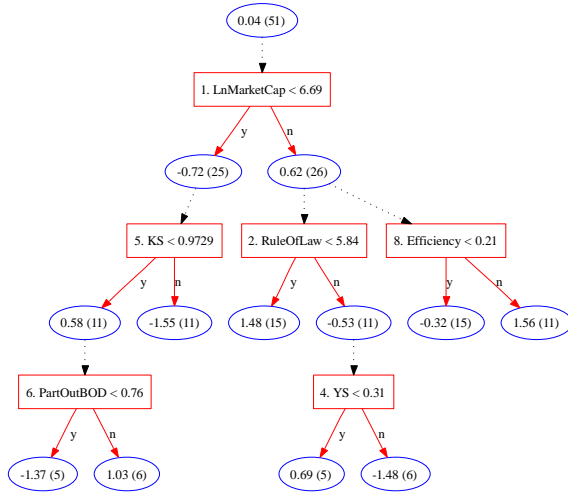 0.04 (51)
1. LnMarketCap < 6.69
y n
-0.72 (25) 0.62 (26)
5. KS < 0.9729 2. RuleOfLaw < 5.84 8. Efficiency < 0.21
y n y n y n
0.58 (11) -1.55 (11) 1.48 (15) -0.53 (11) -0.32 (15) 1.56 (11)
6. PartOutBOD < 0.76 4. YS < 0.31
y n y n
-1.37 (5) 1.03 (6) 0.69 (5) -1.48 (6)